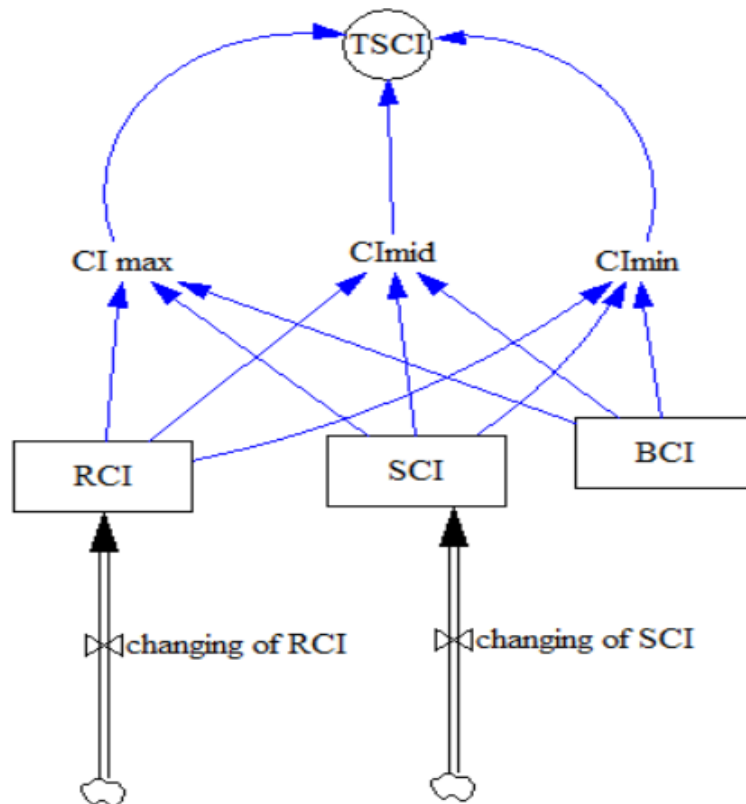 TSCI
CI max
CImid
CImin
RCI
SCI
BCI
changing of RCI
changing of SCI